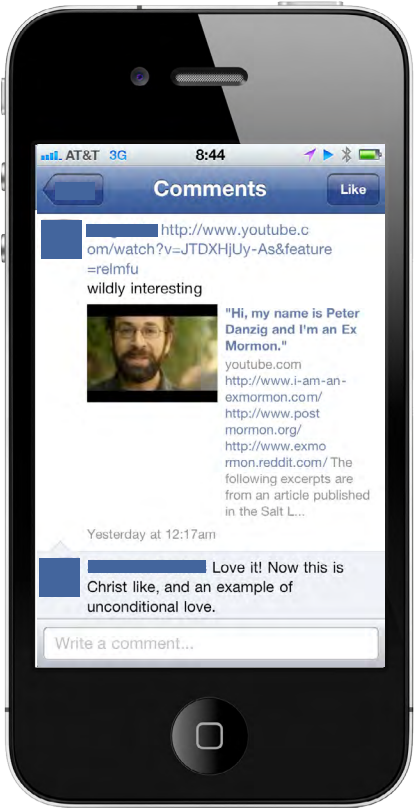 AT&T 3G 8:44
Comments Like
http://www.youtube.c
om/watch?v=JTDXHjUy-As&feature
=relmfu
wildly interesting
"Hi, my name is Peter
Danzig and I'm an Ex
Mormon."
youtube.com
http://www.i-am-an-
exmormon.com/
http://www.post
mormon.org/
http://www.exmo
rmon.reddit.com/ The
following excerpts are
from an article published
in the Salt L...
Yesterday at 12:17am
Love it! Now this is
Christ like, and an example of
unconditional love.
Write a comment...